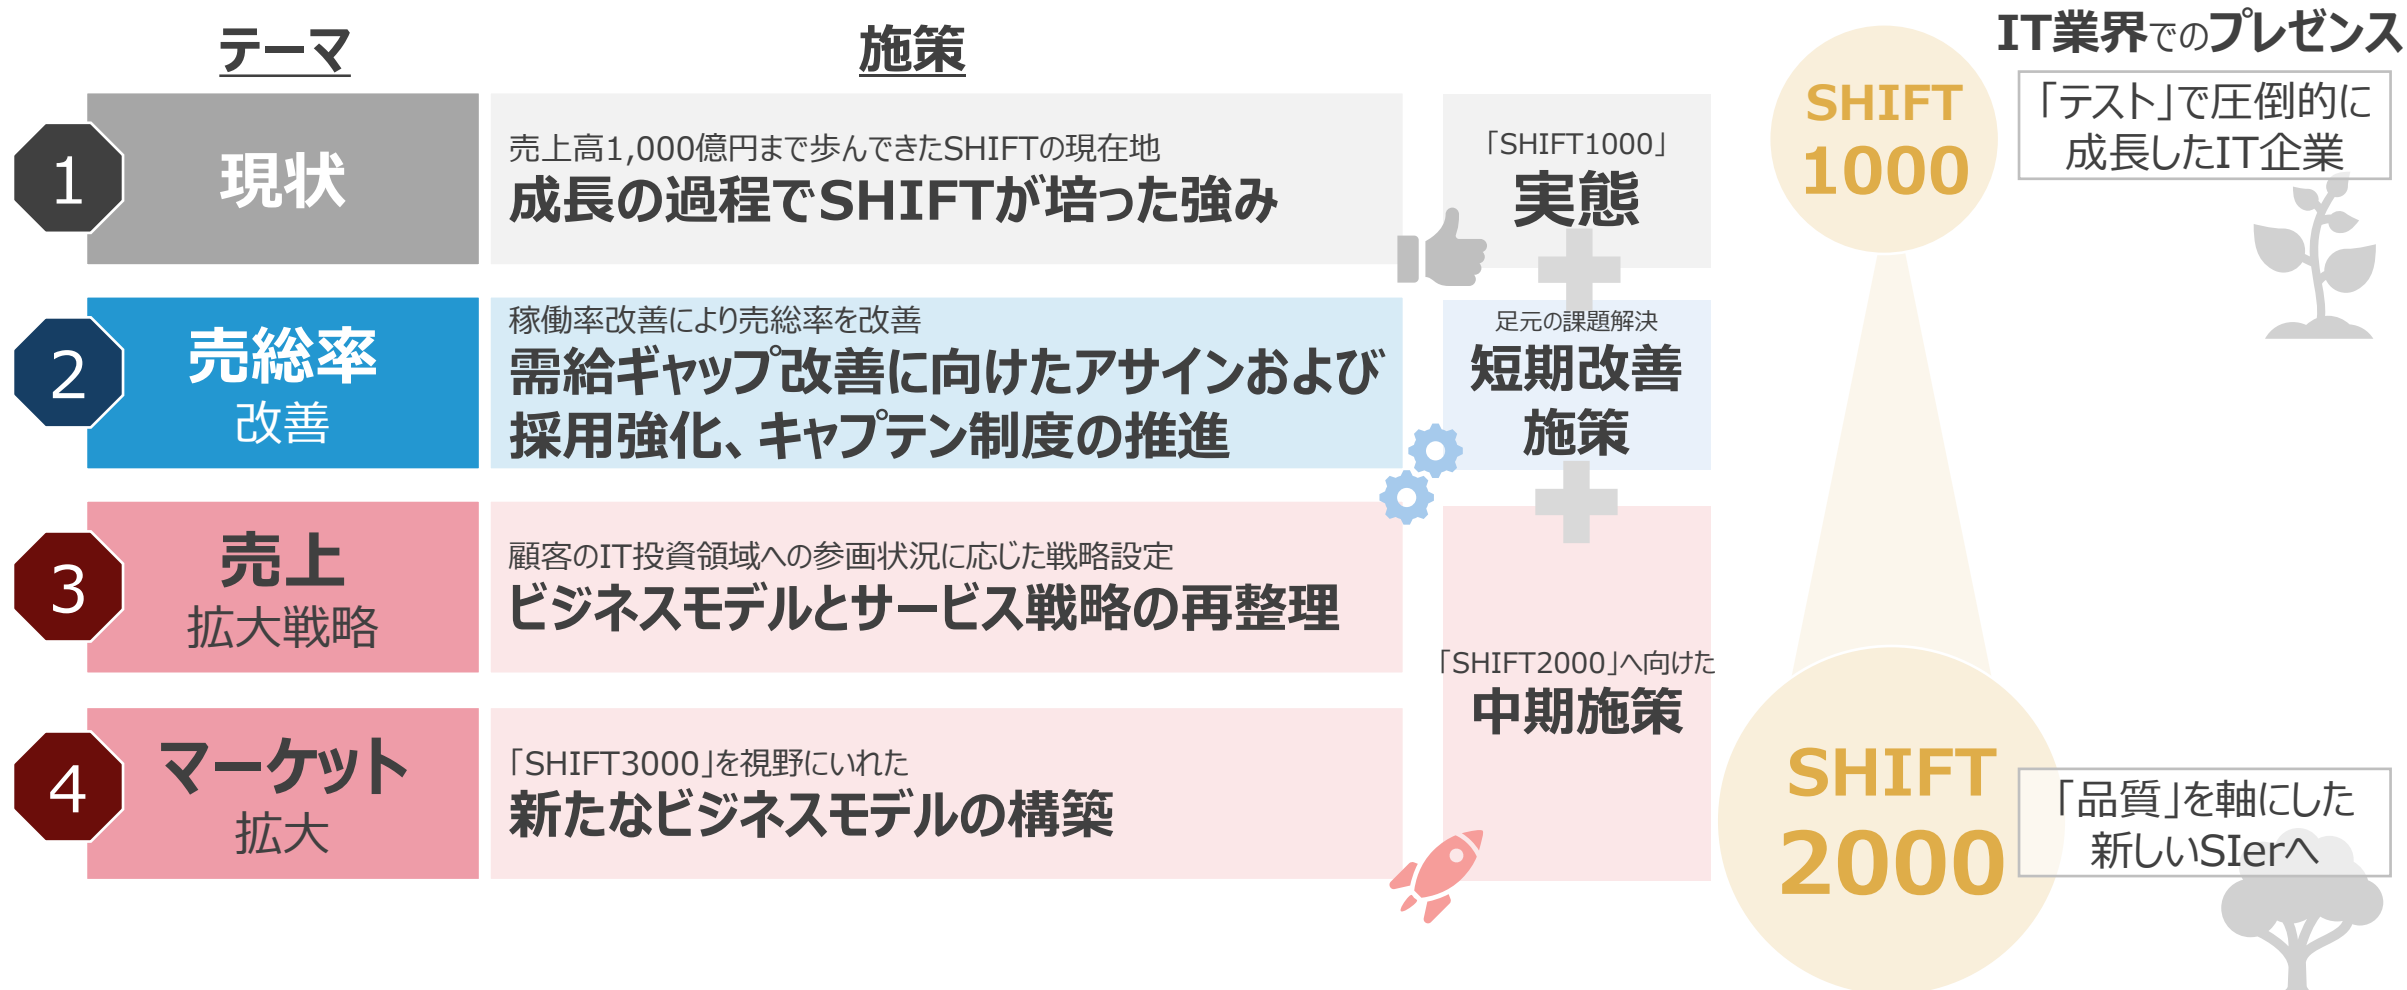 テーマ
施策
IT業界でのプレゼンス
1
現状
売上高1,000億円まで歩んできたSHIFTの現在地
成長の過程でSHIFTが培った強み
「SHIFT1000」
実態
2
売総率
改善
稼働率改善により売総率を改善
需給ギャップ改善に向けたアサインおよび
採用強化、キャプテン制度の推進
足元の課題解決
短期改善
施策
3
売上
拡大戦略
顧客のIT投資領域への参画状況に応じた戦略設定
ビジネスモデルとサービス戦略の再整理
4
マーケット
拡大
「SHIFT3000」を視野にいれた
新たなビジネスモデルの構築
「SHIFT2000」へ向けた
中期施策
SHIFT
1000
「テスト」で圧倒的に
成長したIT企業
SHIFT
2000
「品質」を軸にした
新しいSIerへ